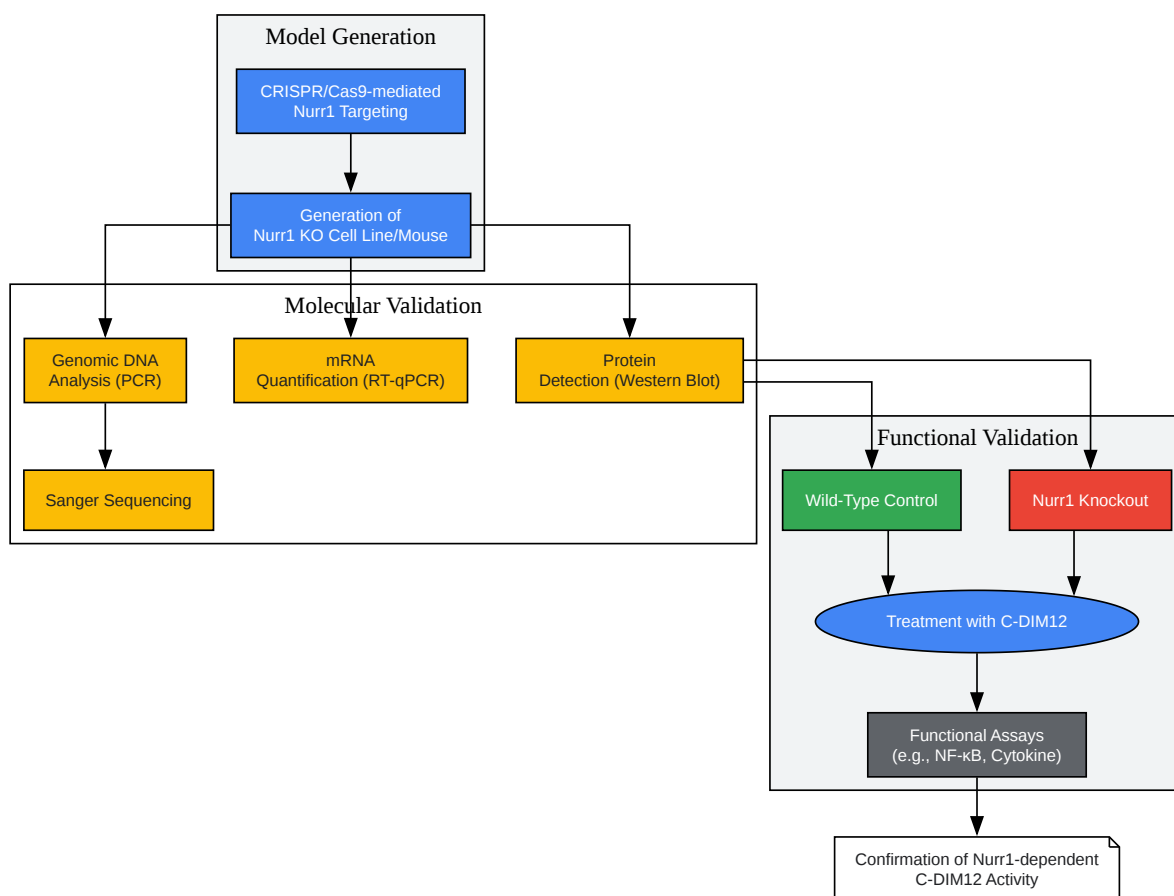 Model Generation
CRISPR/Cas9-mediated
Nurr1 Targeting
Generation of
Nurr1 KO Cell Line/Mouse
Molecular Validation
Genomic DNA
Analysis (PCR)
mRNA
Quantification (RT-qPCR)
Protein
Detection (Western Blot)
Sanger Sequencing
Functional Validation
Wild-Type Control
Nurr1 Knockout
Treatment with C-DIM12
Functional Assays
(e.g., NF-κB, Cytokine)
Confirmation of Nurr1-dependent
C-DIM12 Activity